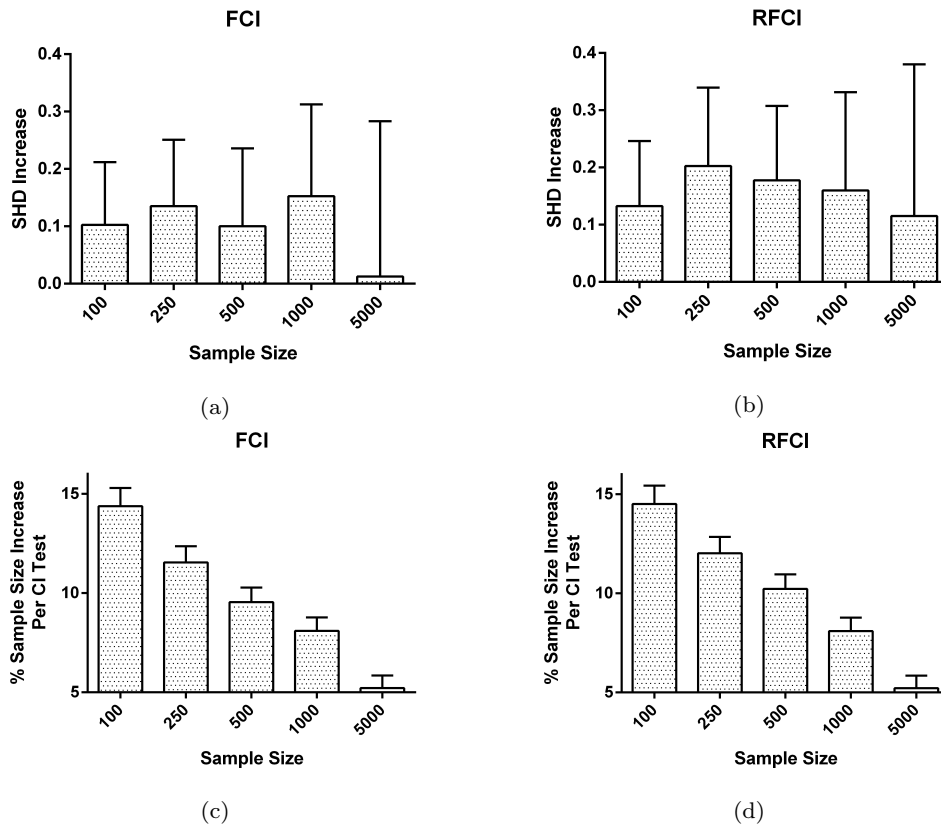 FCI
SHD Increase
0.4
0.3
0.2
0.1
0.0
100
250
500
1000
5000
Sample Size
(a)
RFCI
SHD Increase
0.4
0.3
0.2
0.1
0.0
100
250
500
1000
5000
Sample Size
(b)
FCI
% Sample Size Increase
Per CI Test
15
10
5
100
250
500
1000
5000
Sample Size
(c)
RFCI
% Sample Size Increase
Per CI Test
15
10
5
100
250
500
1000
5000
Sample Size
(d)